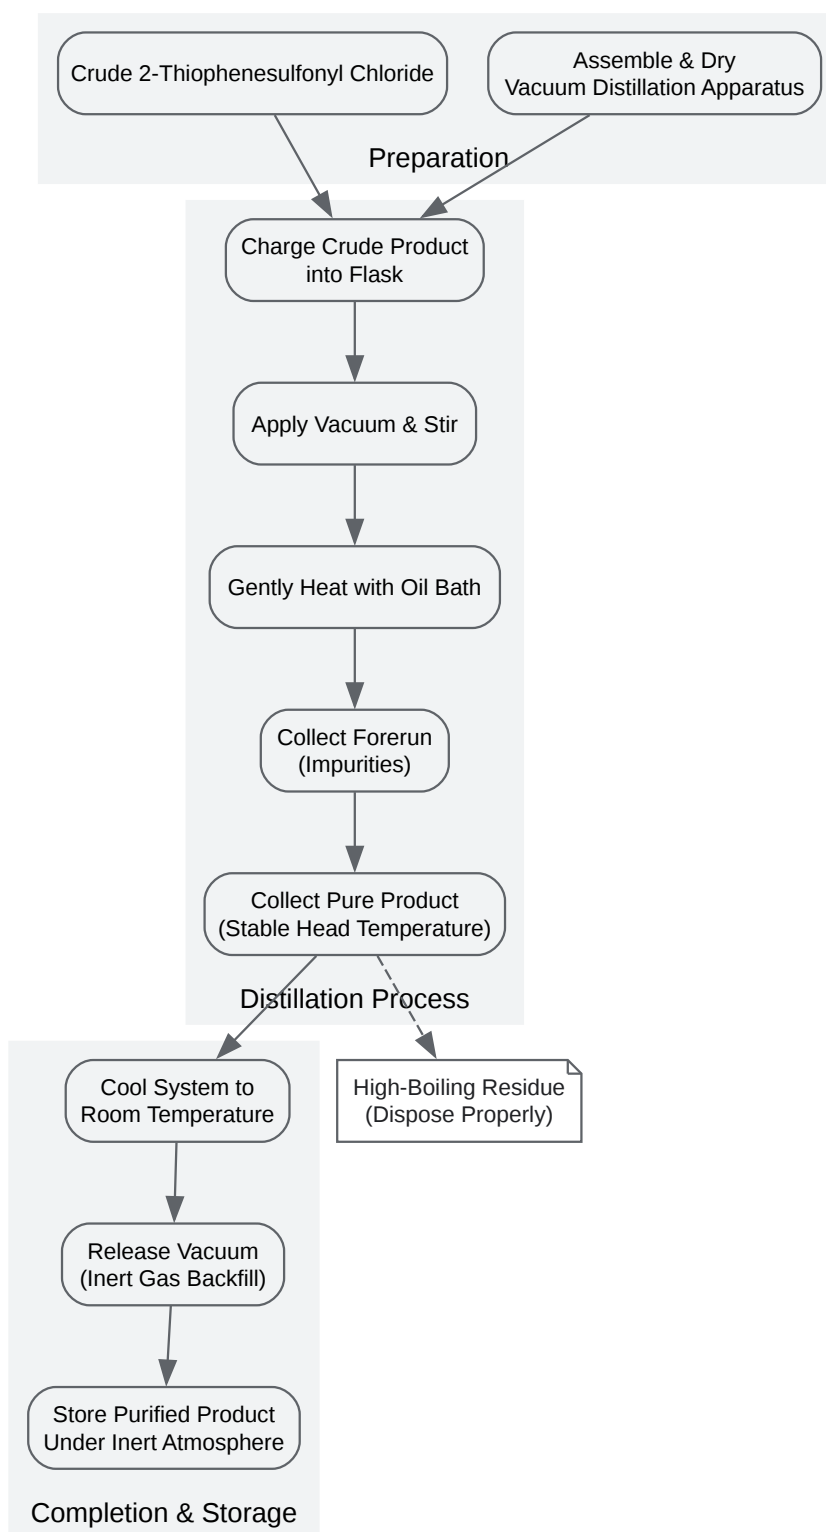 Crude 2-Thiophenesulfonyl Chloride
Assemble & Dry
Vacuum Distillation Apparatus
Preparation
Charge Crude Product
into Flask
Apply Vacuum & Stir
Gently Heat with Oil Bath
Collect Forerun
(Impurities)
Collect Pure Product
(Stable Head Temperature)
Distillation Process
Cool System to
Room Temperature
High-Boiling Residue
(Dispose Properly)
Release Vacuum
(Inert Gas Backfill)
Store Purified Product
Under Inert Atmosphere
Completion & Storage